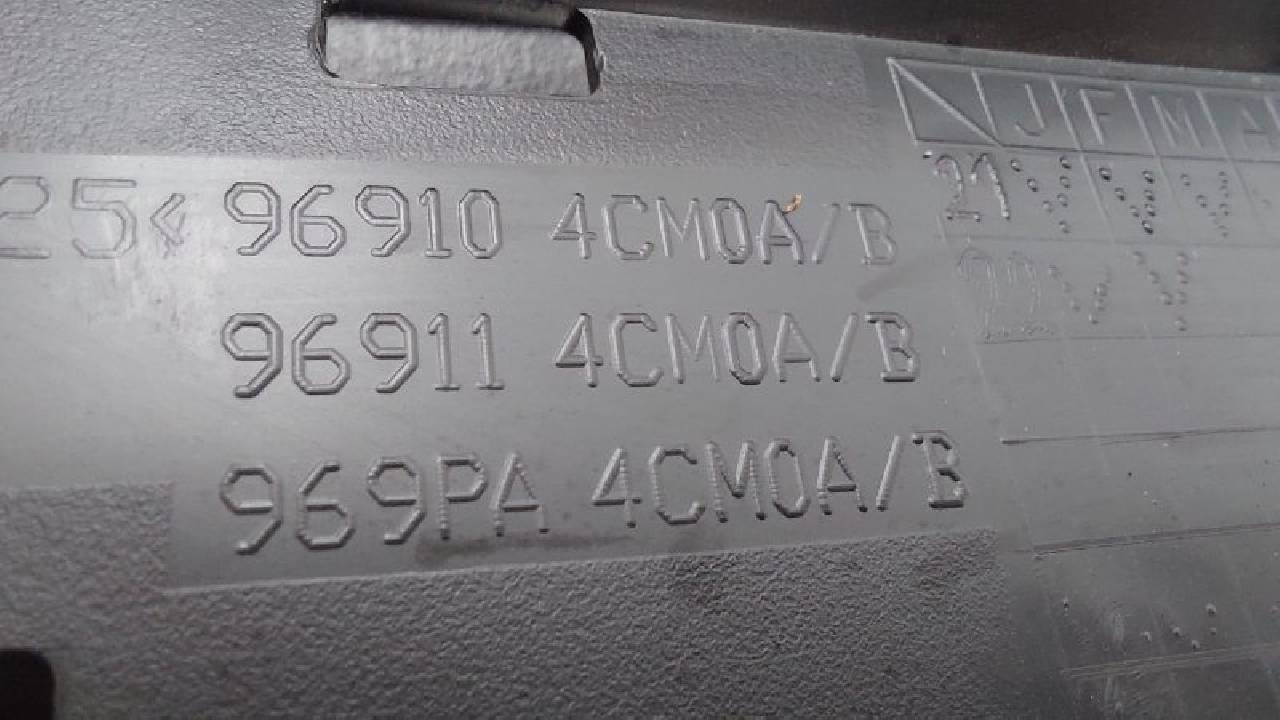 25< 96910 4CM0A/B
96911 4CM0A/B
969PA 4CM0A/B
J F M A
21
22